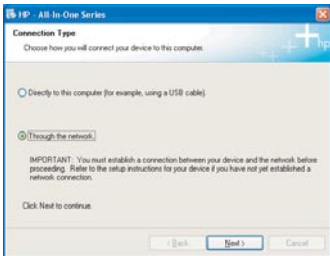 HP - All-In-One Series
Connection Type
Choose how you will connect your device to this computer.
hp
Directly to this computer (for example, using a USB cable).
Through the network.
IMPORTANT: You must establish a connection between your device and the network before
proceeding. Refer to the setup instructions for your device if you have not yet established a
network connection.
Click Next to continue.
< Back Next > Cancel